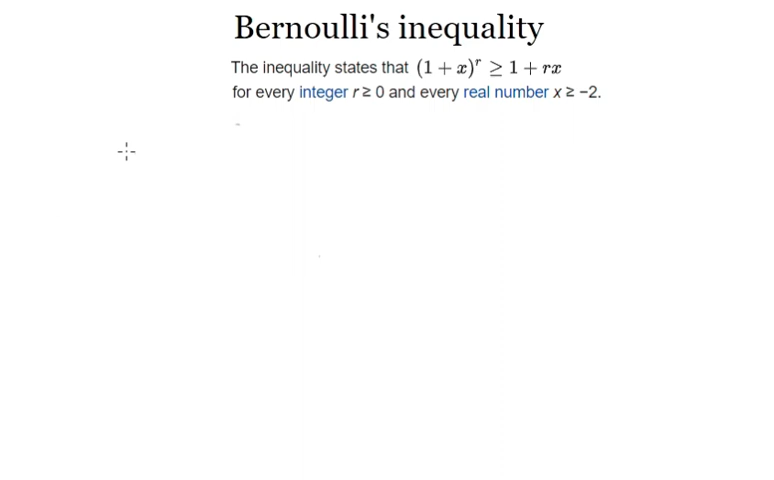 Bernoulli's inequality
The inequality states that (1 + x)^r ≥ 1 + rx
for every integer r ≥ 0 and every real number x ≥ −2.